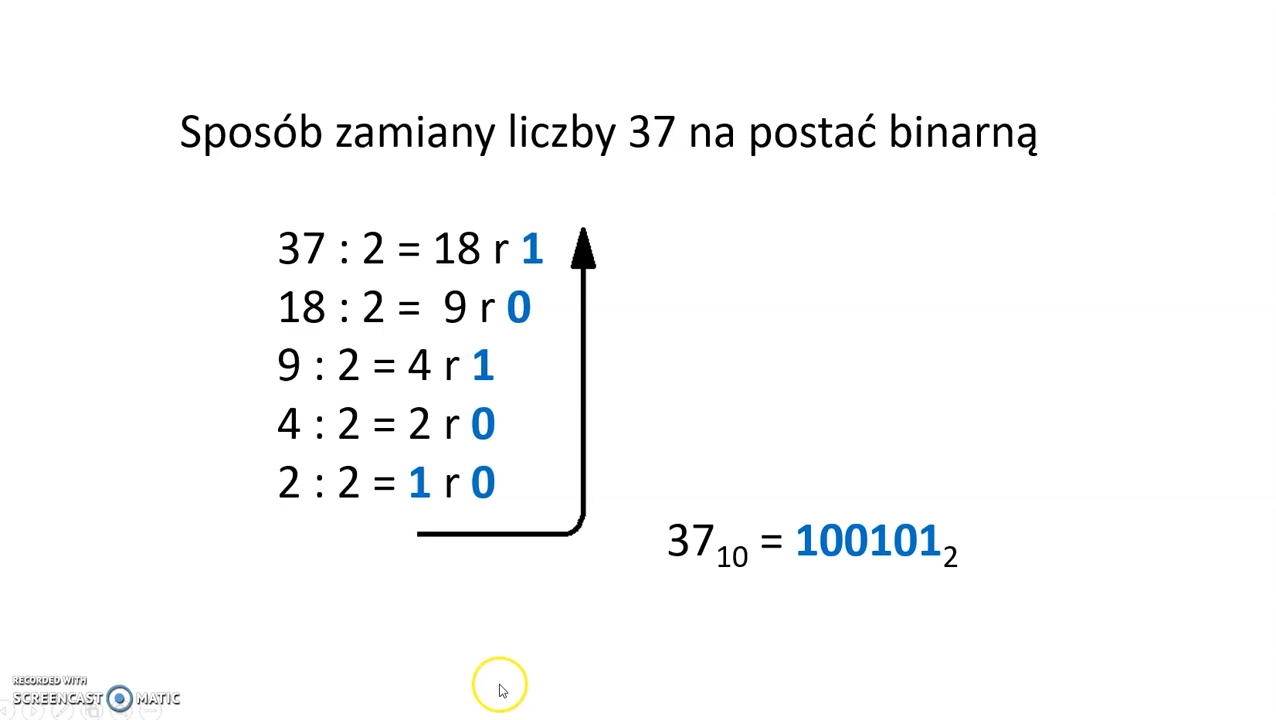 Sposób zamiany liczby 37 na postać binarną
37 : 2 = 18 r 1
18 : 2 =  9 r 0
9 : 2 = 4 r 1
4 : 2 = 2 r 0
2 : 2 = 1 r 0
37₁₀ = 100101₂
RECORDED WITH
SCREENCAST MATIC